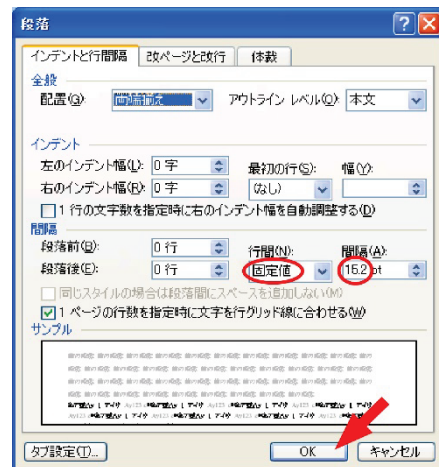 段落
インデントと行間隔 改ページと改行 体裁
全般
配置(G): 両端揃え アウトライン レベル(O): 本文
インデント
左のインデント幅(L): 0 字 最初の行(S): 幅(Y):
右のインデント幅(R): 0 字 (なし)
1 行の文字数を指定時に右のインデント幅を自動調整する(D)
間隔
段落前(B): 0 行 行間(N): 間隔(A):
段落後(E): 0 行 固定値 15.2 pt
同じスタイルの場合は段落間にスペースを追加しない(M)
1 ページの行数を指定時に文字を行グリッド線に合わせる(W)
サンプル
タブ設定(T)... OK キャンセル